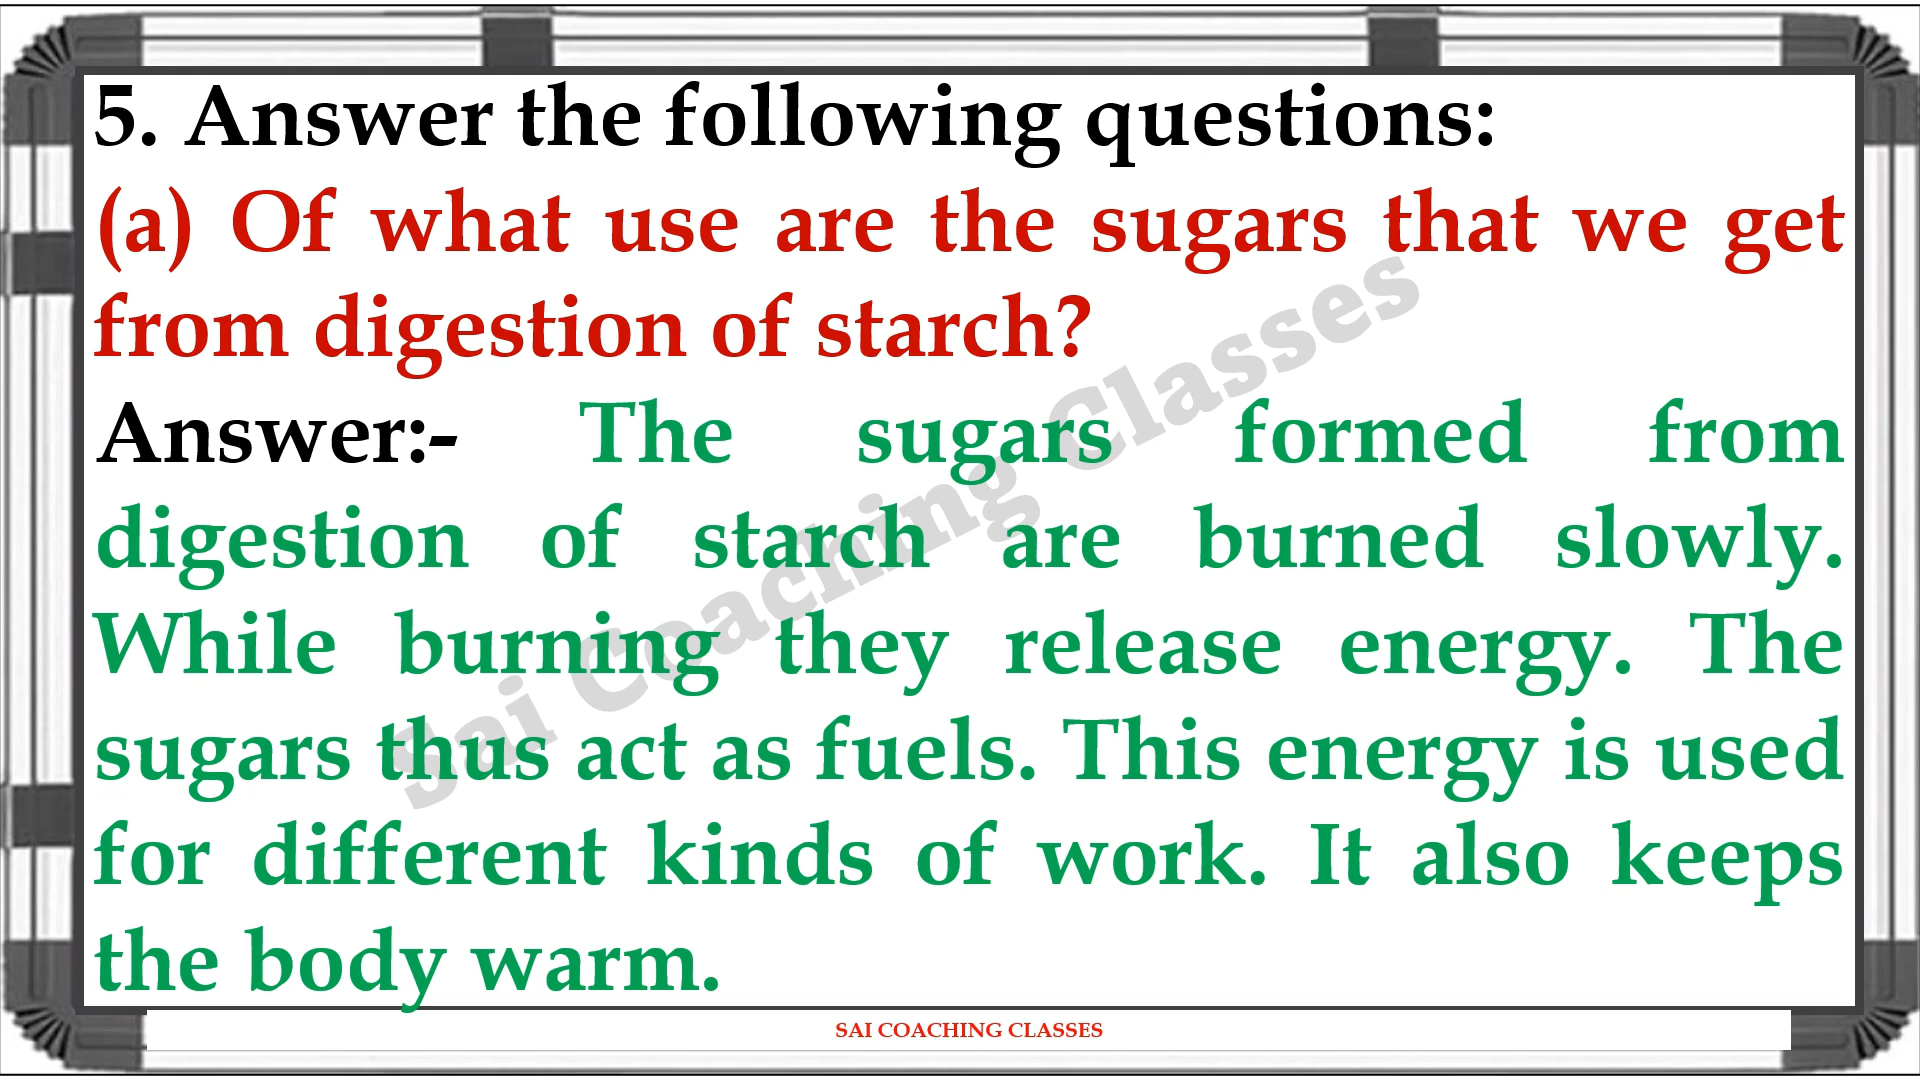 5. Answer the following questions:
(a) Of what use are the sugars that we get
from digestion of starch?
Answer:- The sugars formed from
digestion of starch are burned slowly.
While burning they release energy. The
sugars thus act as fuels. This energy is used
for different kinds of work. It also keeps
the body warm.
Sai Coaching Classes
SAI COACHING CLASSES